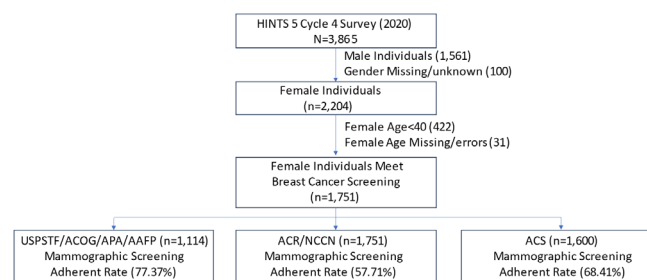 HINTS 5 Cycle 4 Survey (2020)
N=3,865
Male Individuals (1,561)
Gender Missing/unknown (100)
Female Individuals
(n=2,204)
Female Age<40 (422)
Female Age Missing/errors (31)
Female Individuals Meet
Breast Cancer Screening
(n=1,751)
USPSTF/ACOG/APA/AAFP (n=1,114)
Mammographic Screening
Adherent Rate (77.37%)
ACR/NCCN (n=1,751)
Mammographic Screening
Adherent Rate (57.71%)
ACS (n=1,600)
Mammographic Screening
Adherent Rate (68.41%)